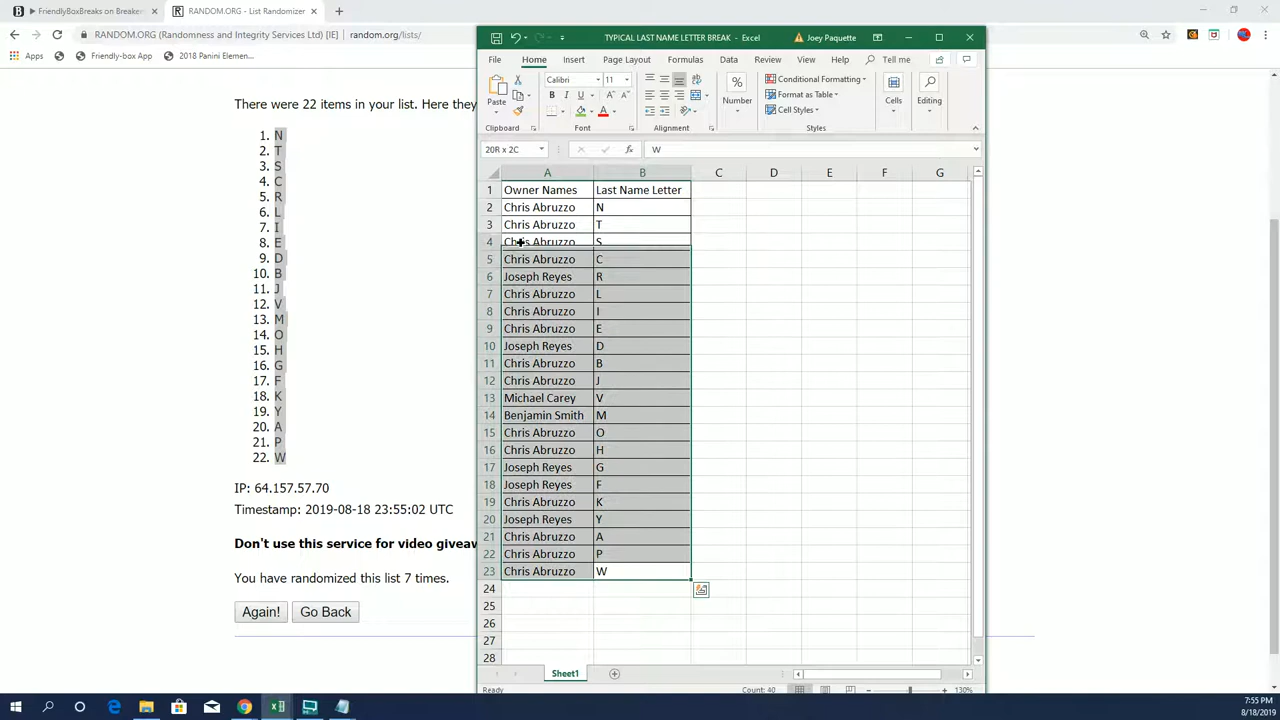 FriendlyBoxBreaks on Breaker
RANDOM.ORG - List Randomizer
RANDOM.ORG (Randomness and Integrity Services Ltd) [IE] | random.org/lists/
Apps
Friendly-box App
2018 Panini Elemen...
There were 22 items in your list. Here they
1. N
2. T
3. S
4. C
5. R
6. L
7. I
8. E
9. D
10. B
11. J
12. V
13. M
14. O
15. H
16. G
17. F
18. K
19. Y
20. A
21. P
22. W
IP: 64.157.57.70
Timestamp: 2019-08-18 23:55:02 UTC
Don't use this service for video giveaw
You have randomized this list 7 times.
Again! Go Back
TYPICAL LAST NAME LETTER BREAK - Excel
Joey Paquette
File Home Insert Page Layout Formulas Data Review View Help Tell me
Paste
Calibri 11
B I U
Number
Conditional Formatting
Format as Table
Cell Styles
Cells
Editing
Clipboard Font Alignment Styles
20R x 2C fx W
A B C D E F G
1 Owner Names Last Name Letter
2 Chris Abruzzo N
3 Chris Abruzzo T
4 Chris Abruzzo S
5 Chris Abruzzo C
6 Joseph Reyes R
7 Chris Abruzzo L
8 Chris Abruzzo I
9 Chris Abruzzo E
10 Joseph Reyes D
11 Chris Abruzzo B
12 Chris Abruzzo J
13 Michael Carey V
14 Benjamin Smith M
15 Chris Abruzzo O
16 Chris Abruzzo H
17 Joseph Reyes G
18 Joseph Reyes F
19 Chris Abruzzo K
20 Joseph Reyes Y
21 Chris Abruzzo A
22 Chris Abruzzo P
23 Chris Abruzzo W
24
25
26
27
28
Sheet1
Ready
Count: 40
130%
7:55 PM
8/18/2019